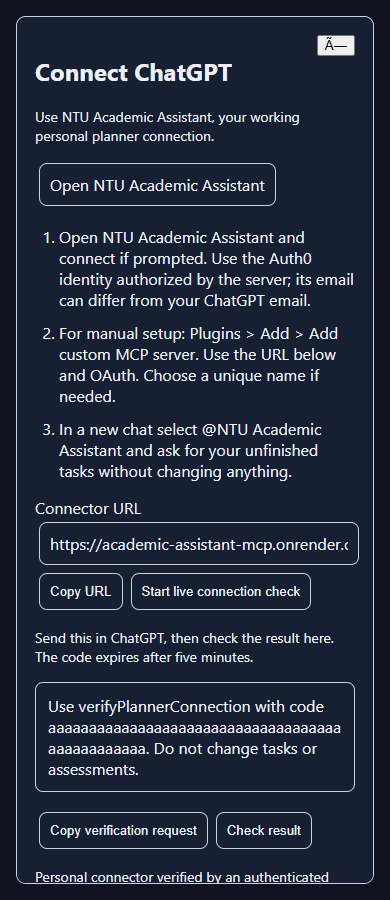 Ã—
Connect ChatGPT
Use NTU Academic Assistant, your working
personal planner connection.
Open NTU Academic Assistant
1. Open NTU Academic Assistant and
connect if prompted. Use the Auth0
identity authorized by the server; its email
can differ from your ChatGPT email.
2. For manual setup: Plugins > Add > Add
custom MCP server. Use the URL below
and OAuth. Choose a unique name if
needed.
3. In a new chat select @NTU Academic
Assistant and ask for your unfinished
tasks without changing anything.
Connector URL
https://academic-assistant-mcp.onrender.c
Copy URL Start live connection check
Send this in ChatGPT, then check the result here.
The code expires after five minutes.
Use verifyPlannerConnection with code
aaaaaaaaaaaaaaaaaaaaaaaaaaaaaaaaaaaa
aaaaaaaaaaaa. Do not change tasks or
assessments.
Copy verification request Check result
Personal connector verified by an authenticated